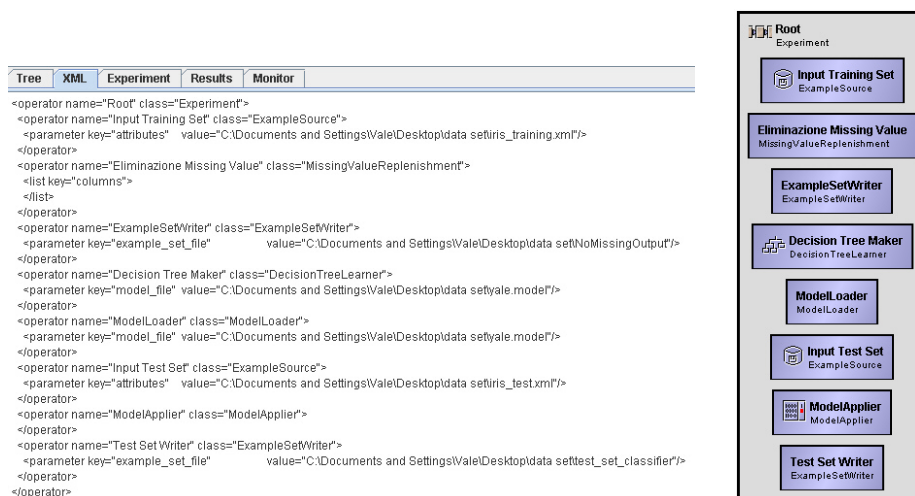 Tree XML Experiment Results Monitor
<operator name="Root" class="Experiment">
<operator name="Input Training Set" class="ExampleSource">
<parameter key="attributes" value="C:\Documents and Settings\Vale\Desktop\data set\iris_training.xml"/>
</operator>
<operator name="Eliminazione Missing Value" class="MissingValueReplenishment">
<list key="columns">
</list>
</operator>
<operator name="ExampleSetWriter" class="ExampleSetWriter">
<parameter key="example_set_file" value="C:\Documents and Settings\Vale\Desktop\data set\NoMissingOutput"/>
</operator>
<operator name="Decision Tree Maker" class="DecisionTreeLearner">
<parameter key="model_file" value="C:\Documents and Settings\Vale\Desktop\data set\yale.model"/>
</operator>
<operator name="ModelLoader" class="ModelLoader">
<parameter key="model_file" value="C:\Documents and Settings\Vale\Desktop\data set\yale.model"/>
</operator>
<operator name="Input Test Set" class="ExampleSource">
<parameter key="attributes" value="C:\Documents and Settings\Vale\Desktop\data set\iris_test.xml"/>
</operator>
<operator name="ModelApplier" class="ModelApplier">
</operator>
<operator name="Test Set Writer" class="ExampleSetWriter">
<parameter key="example_set_file" value="C:\Documents and Settings\Vale\Desktop\data set\test_set_classifier"/>
</operator>
</operator>
Root
Experiment
Input Training Set
ExampleSource
Eliminazione Missing Value
MissingValueReplenishment
ExampleSetWriter
ExampleSetWriter
Decision Tree Maker
DecisionTreeLearner
ModelLoader
ModelLoader
Input Test Set
ExampleSource
ModelApplier
ModelApplier
Test Set Writer
ExampleSetWriter